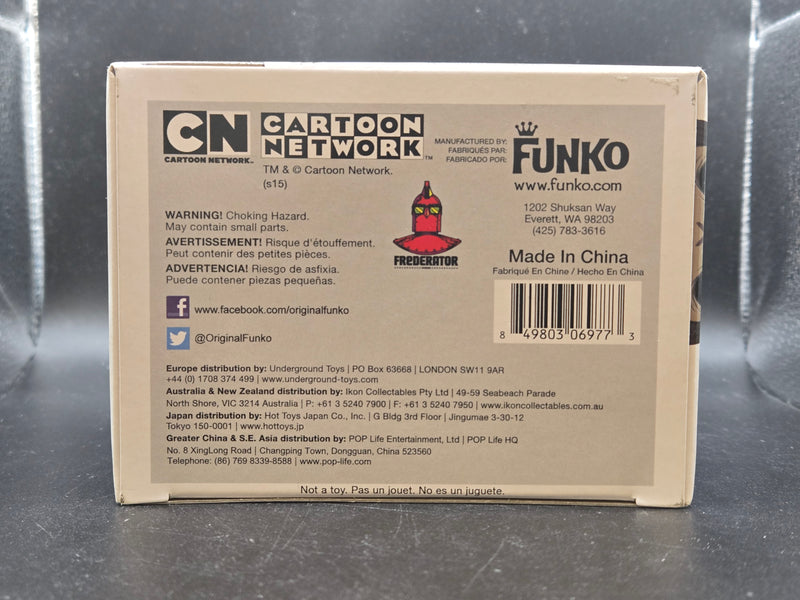 CN
CARTOON NETWORK™
CARTOON
NETWORK™
TM & © Cartoon Network.
(s15)
MANUFACTURED BY:
FABRIQUÉS PAR:
FABRICADO POR:
FUNKO
www.funko.com
1202 Shuksan Way
Everett, WA 98203
(425) 783-3616
WARNING! Choking Hazard.
May contain small parts.
AVERTISSEMENT! Risque d'étouffement.
Peut contenir des petites pièces.
ADVERTENCIA! Riesgo de asfixia.
Puede contener piezas pequeñas.
FREDERATOR
Made In China
Fabriqué En Chine / Hecho En China
8 49803 06977 3
f www.facebook.com/originalfunko
@OriginalFunko
Europe distribution by: Underground Toys | PO Box 63668 | LONDON SW11 9AR
+44 (0) 1708 374 499 | www.underground-toys.com
Australia & New Zealand distribution by: Ikon Collectables Pty Ltd | 49-59 Seabeach Parade
North Shore, VIC 3214 Australia | P: +61 3 5240 7900 | F: +61 3 5240 7950 | www.ikoncollectables.com.au
Japan distribution by: Hot Toys Japan Co., Inc. | G Bldg 3rd Floor | Jingumae 3-30-12
Tokyo 150-0001 | www.hottoys.jp
Greater China & S.E. Asia distribution by: POP Life Entertainment, Ltd | POP Life HQ
No. 8 XingLong Road | Changping Town, Dongguan, China 523560
Telephone: (86) 769 8339-8588 | www.pop-life.com
Not a toy. Pas un jouet. No es un juguete.